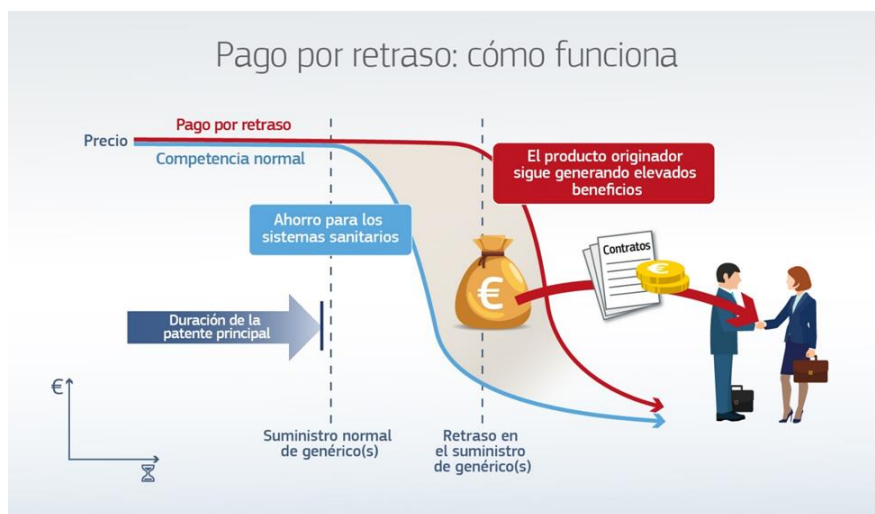 Pago por retraso: cómo funciona
Pago por retraso
Precio
Competencia normal
El producto originador
sigue generando elevados
beneficios
Ahorro para los
sistemas sanitarios
Contratos
€
€
Duración de la
patente principal
€
Suministro normal
de genérico(s)
Retraso en
el suministro
de genérico(s)